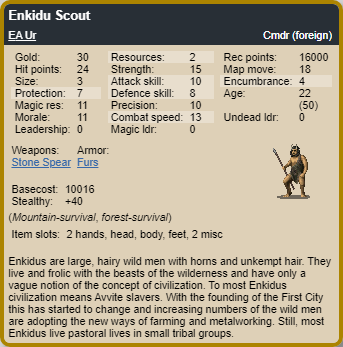 Enkidu Scout
EA Ur Cmdr (foreign)
Gold: 30 Resources: 2 Rec points: 16000
Hit points: 24 Strength: 15 Map move: 18
Size: 3 Attack skill: 10 Encumbrance: 4
Protection: 7 Defence skill: 8 Age: 22
Magic res: 11 Precision: 10 (50)
Morale: 11 Combat speed: 13 Undead ldr: 0
Leadership: 0 Magic ldr: 0
Weapons: Armor:
Stone Spear Furs
Basecost: 10016
Stealthy: +40
(Mountain-survival, forest-survival)
Item slots: 2 hands, head, body, feet, 2 misc
Enkidus are large, hairy wild men with horns and unkempt hair. They
live and frolic with the beasts of the wilderness and have only a
vague notion of the concept of civilization. To most Enkidus
civilization means Avvite slavers. With the founding of the First City
this has started to change and increasing numbers of the wild men
are adopting the new ways of farming and metalworking. Still, most
Enkidus live pastoral lives in small tribal groups.